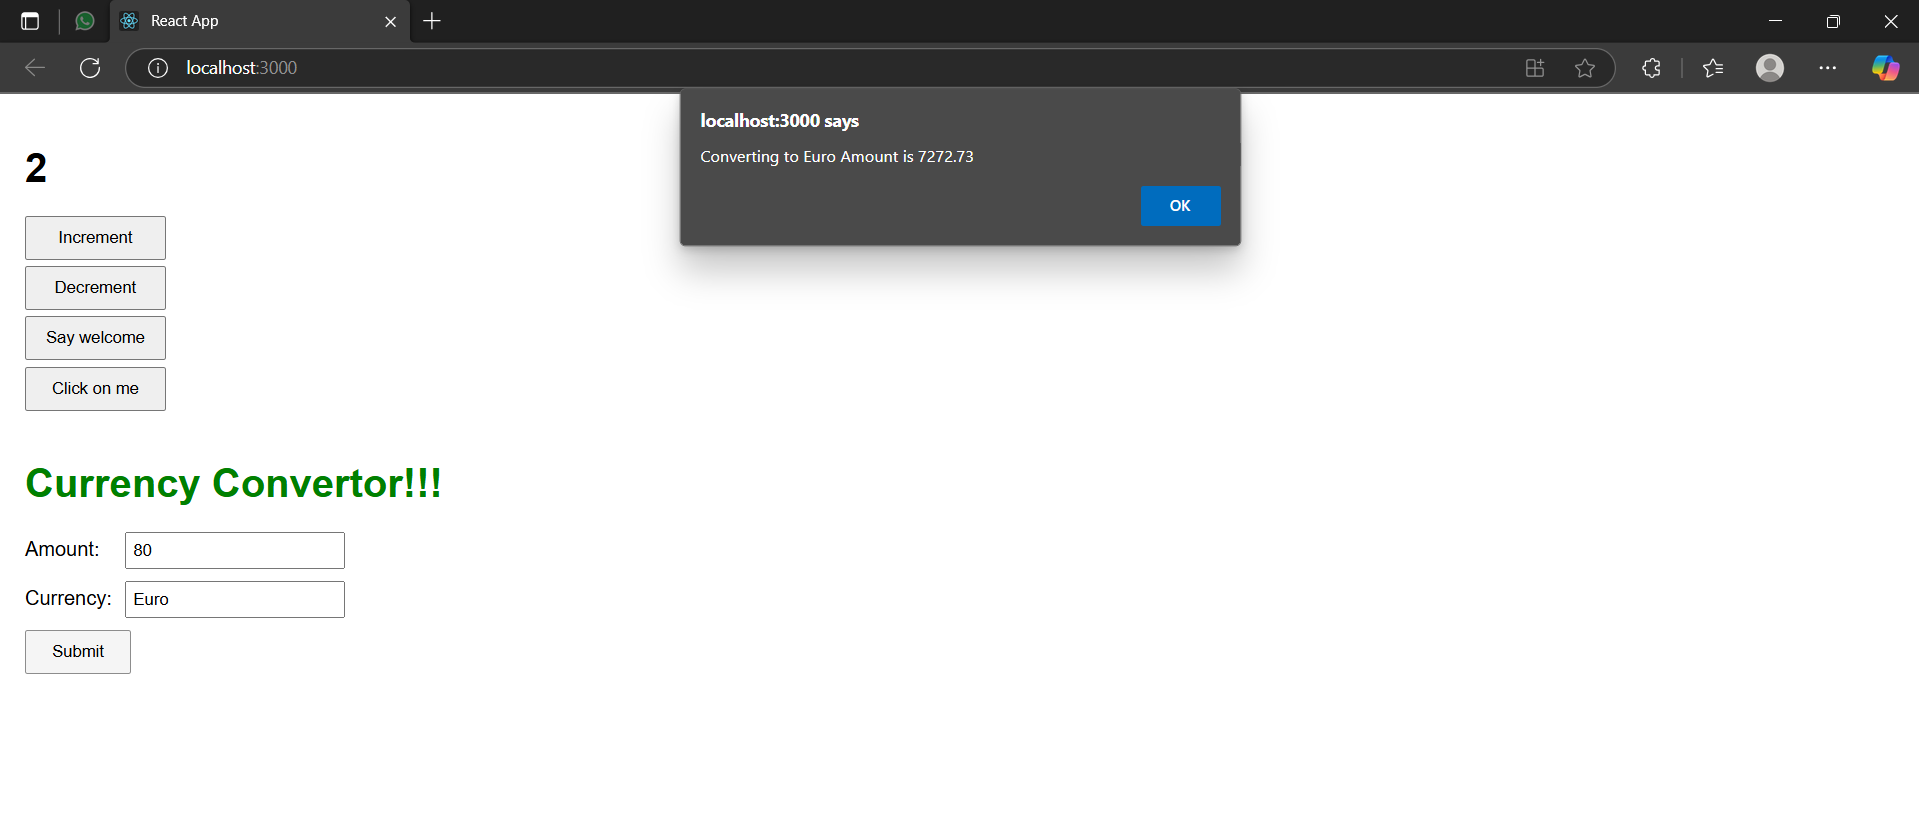 React App
localhost:3000
localhost:3000 says
Converting to Euro Amount is 7272.73
OK
2
Increment
Decrement
Say welcome
Click on me
Currency Convertor!!!
Amount: 80
Currency: Euro
Submit